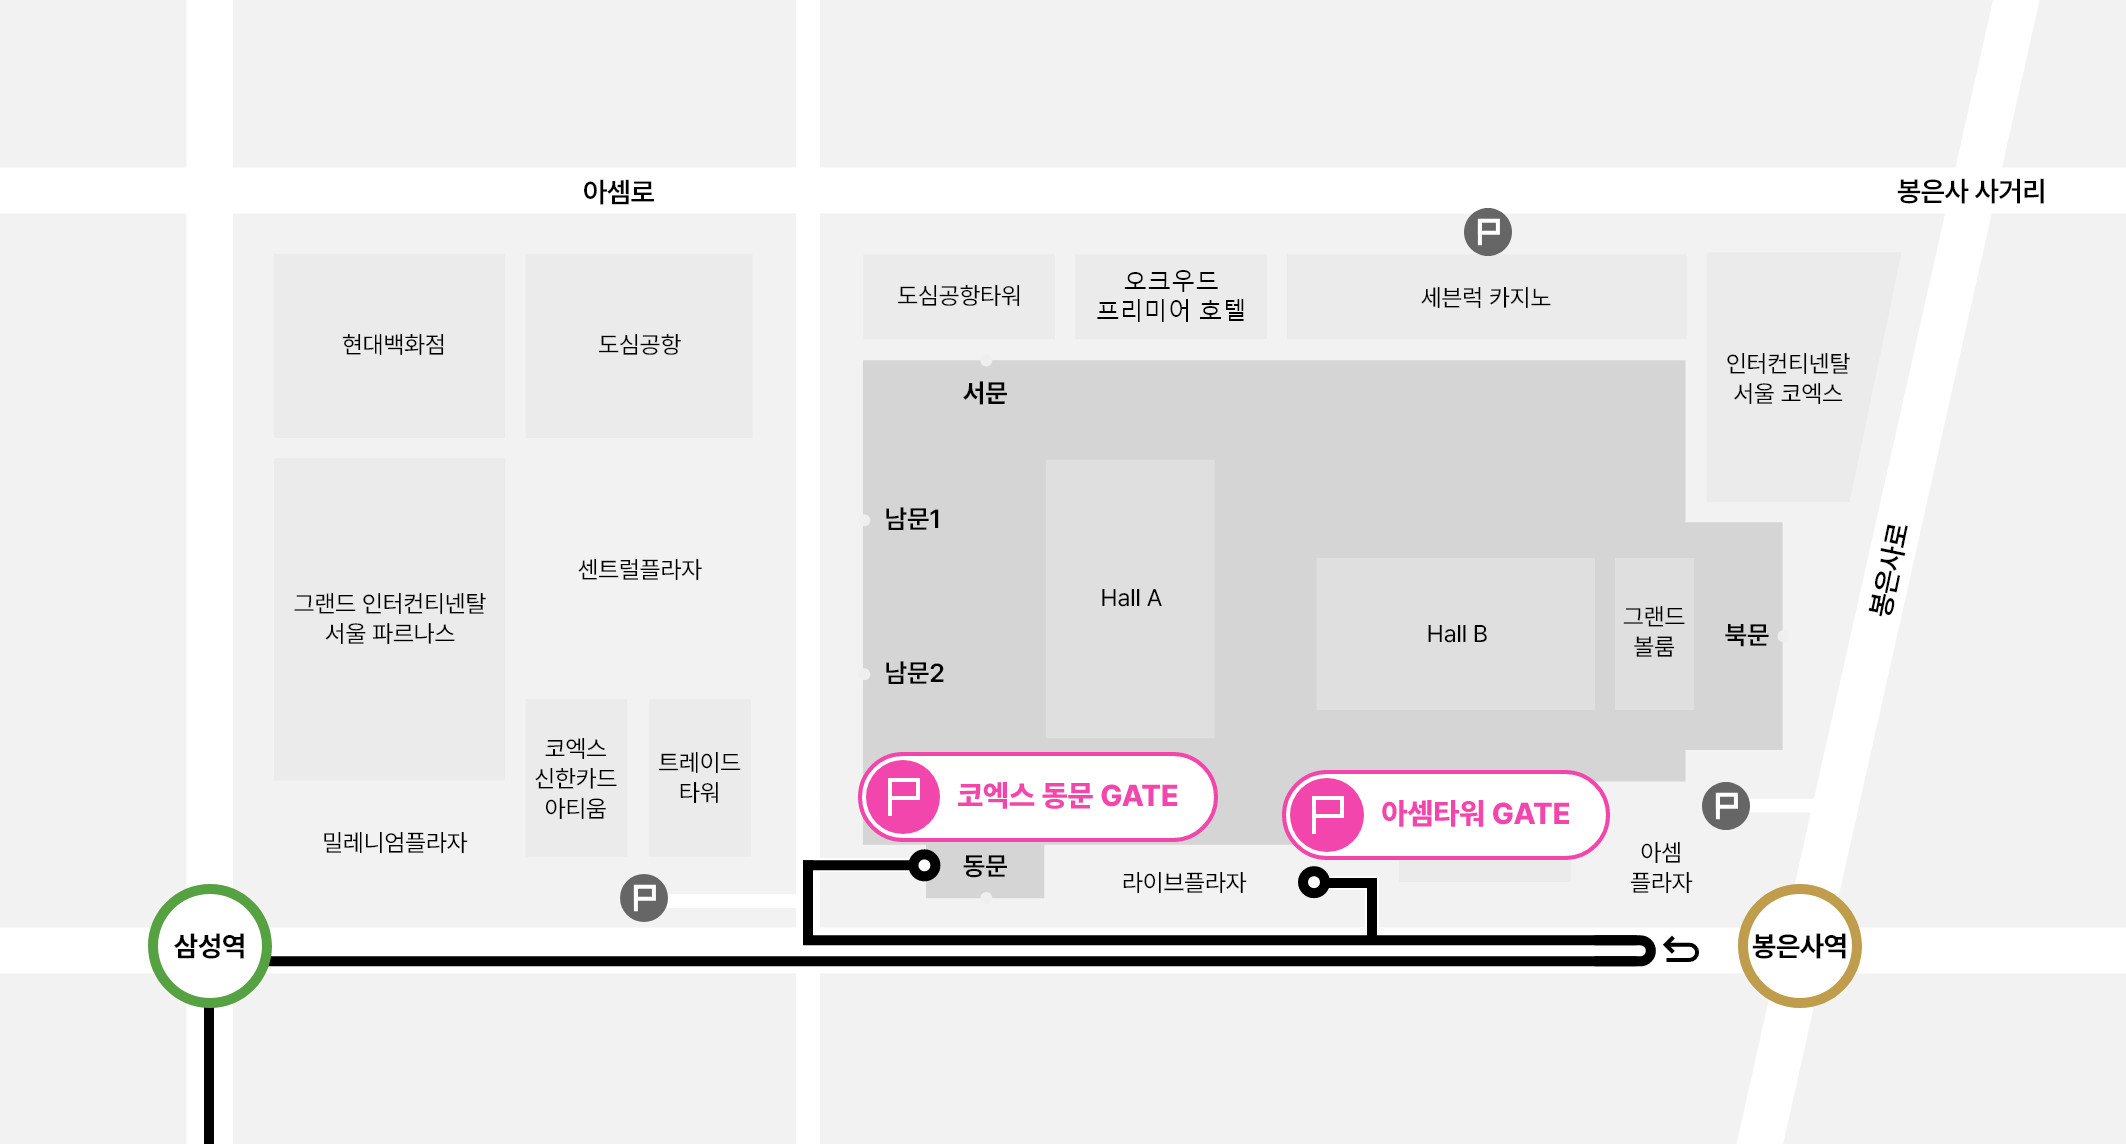 아셈로
봉은사 사거리
현대백화점
도심공항
도심공항타워
오크우드
프리미어 호텔
세븐럭 카지노
인터컨티넨탈
서울 코엑스
서문
남문1
남문2
Hall A
Hall B
그랜드
볼룸
북문
봉은사로
그랜드 인터컨티넨탈
서울 파르나스
센트럴플라자
코엑스
신한카드
아티움
트레이드
타워
밀레니엄플라자
코엑스 동문 GATE
아셈타워 GATE
동문
라이브플라자
아셈
플라자
삼성역
봉은사역